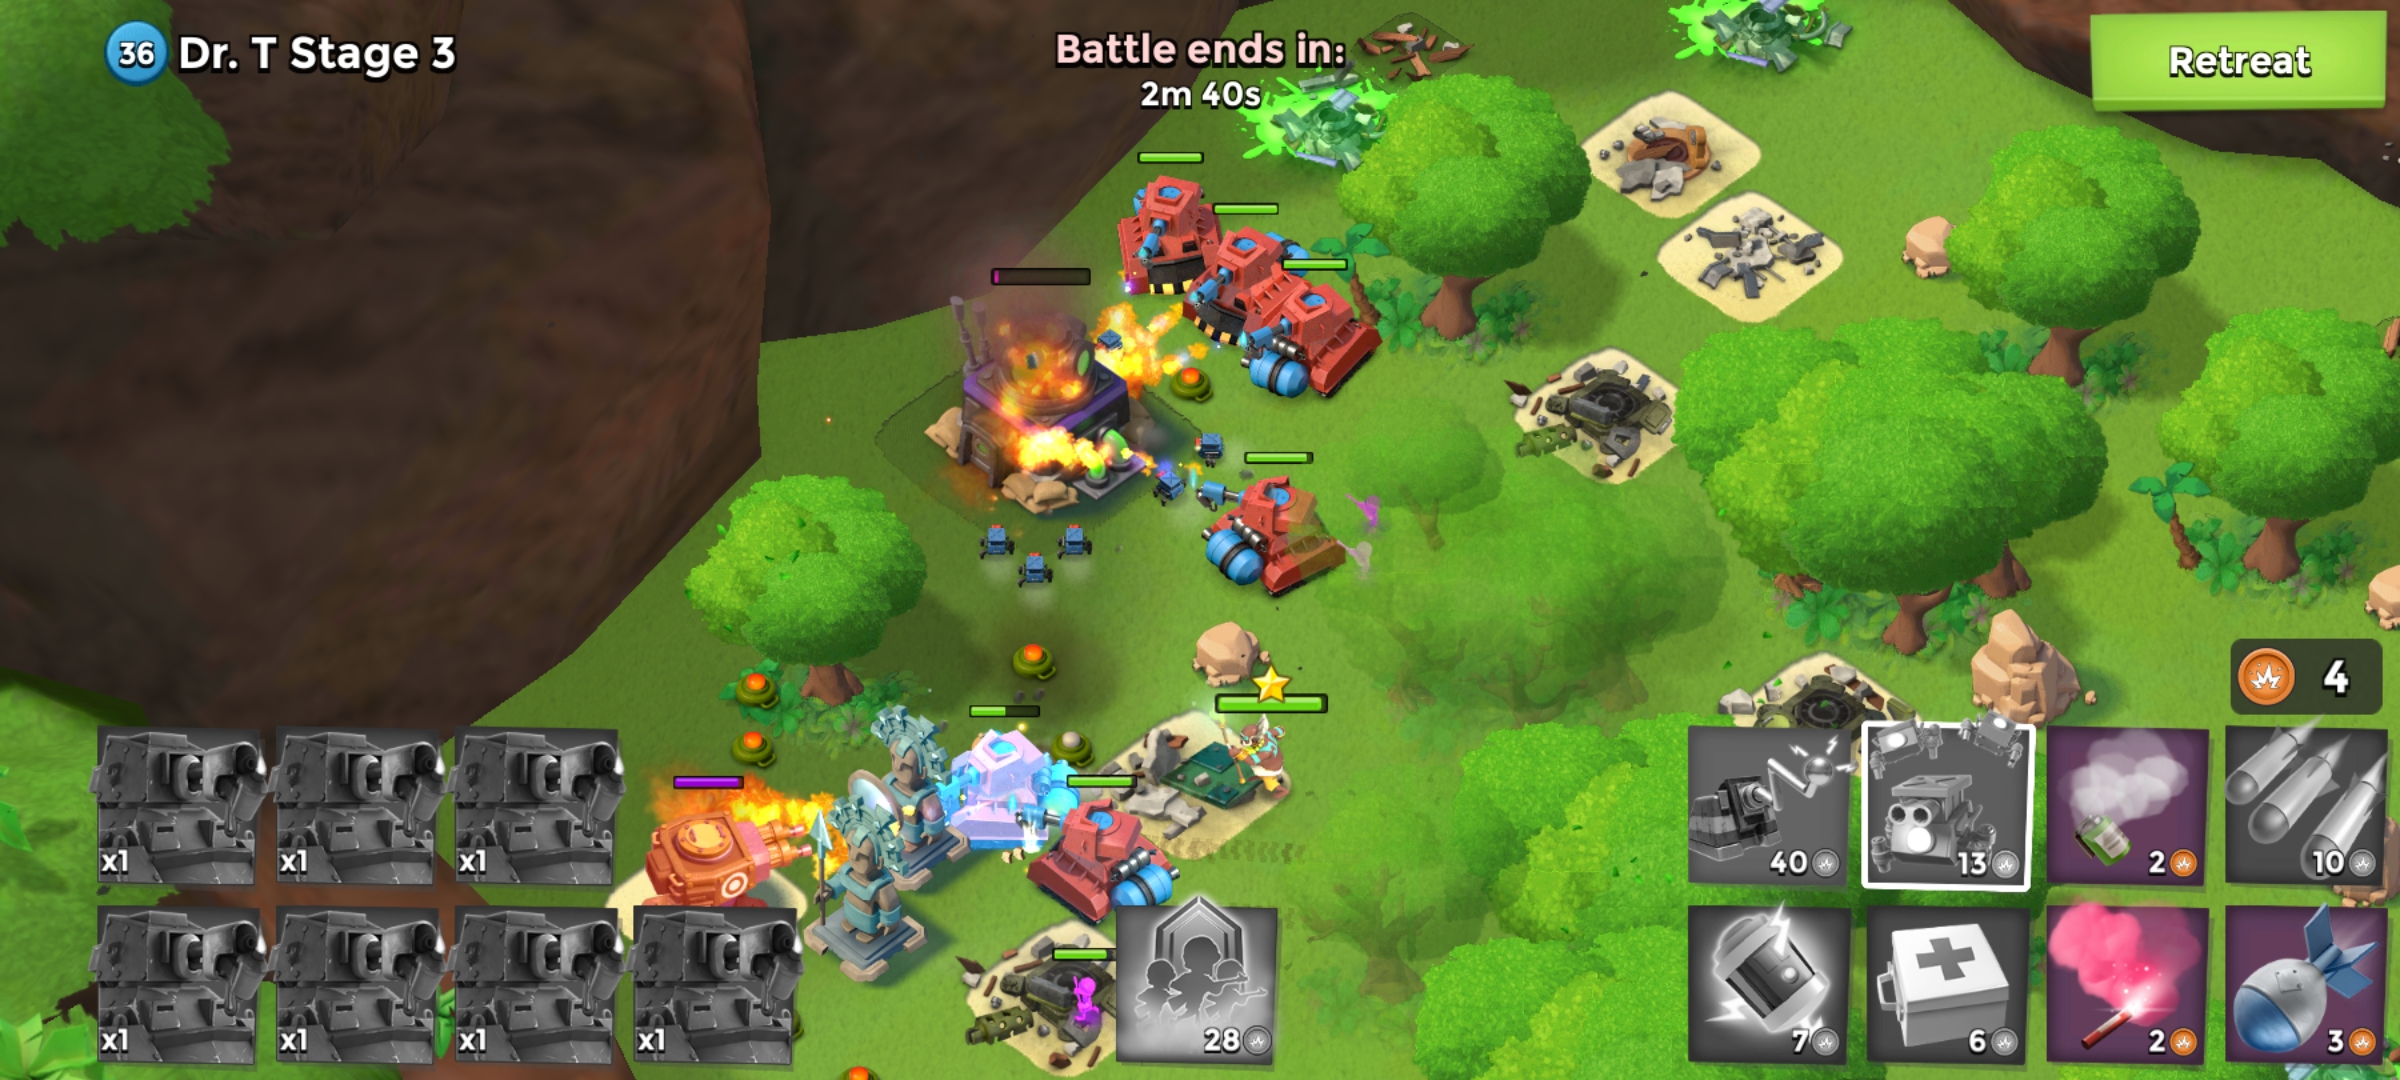 36 Dr. T Stage 3
Battle ends in:
2m 40s
Retreat
4
x1 x1 x1
40 13 2 10
x1 x1 x1 x1
28
7 6 2 3